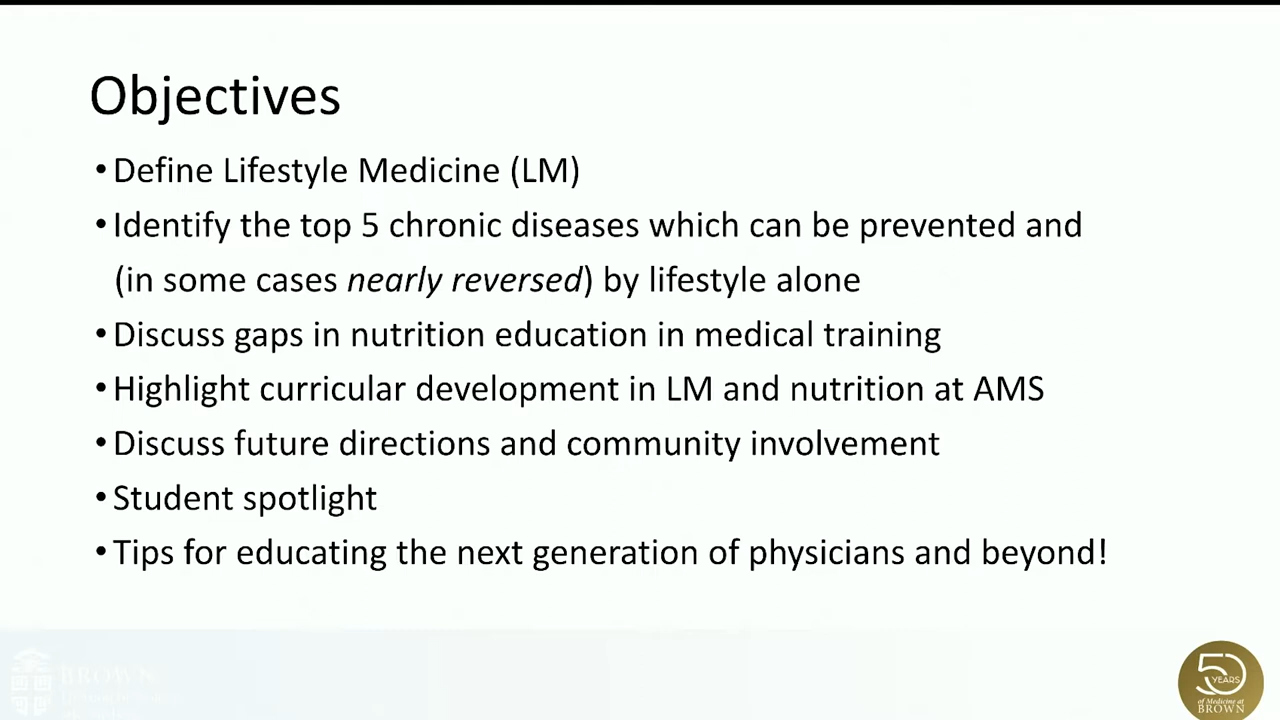 Objectives
•Define Lifestyle Medicine (LM)
•Identify the top 5 chronic diseases which can be prevented and
(in some cases nearly reversed) by lifestyle alone
•Discuss gaps in nutrition education in medical training
•Highlight curricular development in LM and nutrition at AMS
•Discuss future directions and community involvement
•Student spotlight
•Tips for educating the next generation of physicians and beyond!
BROWN
50
YEARS
of Medicine at
BROWN